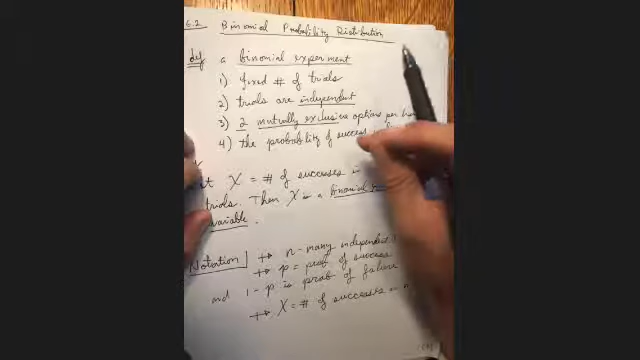 6.2 Binomial Probability Distribution
def a binomial experiment
1) fixed # of trials
2) trials are independent
3) 2 mutually exclusive options per
4) the probability of success
X = # of successes in
trials. Then X is a binomial
variable.
Notation
n-many independent
p = prob of success
and 1-p is prob of failure
X = # of successes in n